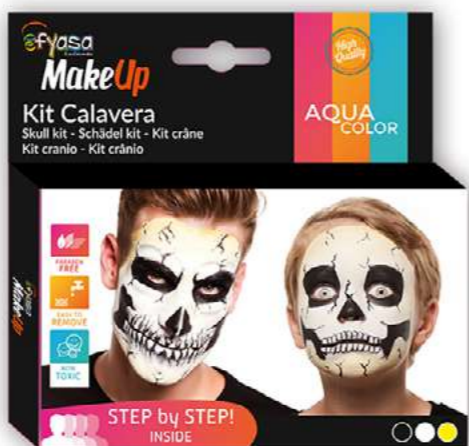 fyasa
MakeUp
Kit Calavera
Skull kit - Schädel kit - Kit crâne
Kit cranio - Kit crânio
High
Quality
AQUA
COLOR
PARABEN
FREE
EASY TO
REMOVE
NON
TOXIC
fyasa
MakeUp
STEP by STEP!
INSIDE